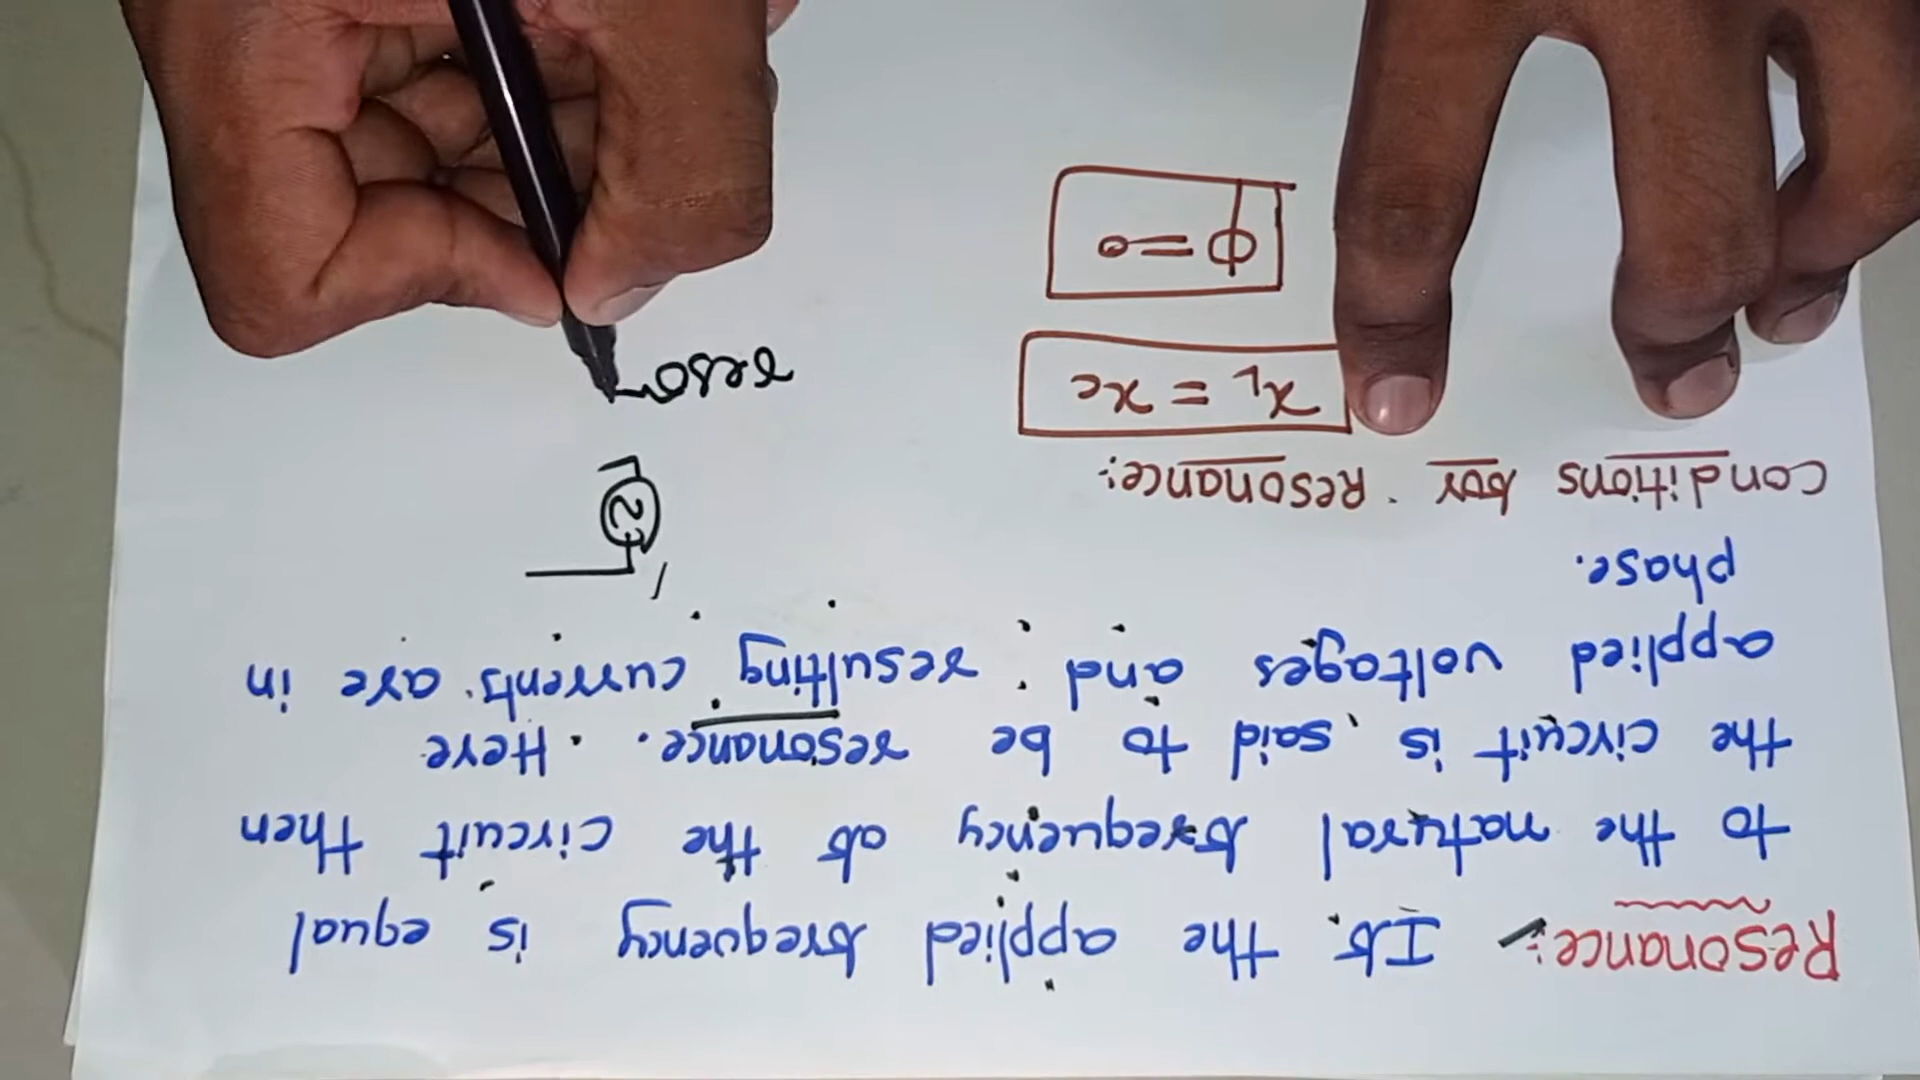 Resonance:- If the applied frequency is equal
to the natural frequency of the circuit then
the circuit is said to be resonance. Here
applied voltages and resulting currents are in
phase.
Conditions for Resonance:
XL = XC
ϕ = 0
reson